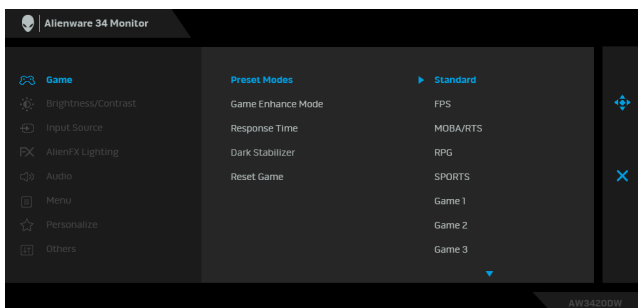 Alienware 34 Monitor
Game Preset Modes Standard
Brightness/Contrast Game Enhance Mode FPS
Input Source Response Time MOBA/RTS
AlienFX Lighting Dark Stabilizer RPG
Audio Reset Game SPORTS
Menu Game 1
Personalize Game 2
Others Game 3
AW3420DW